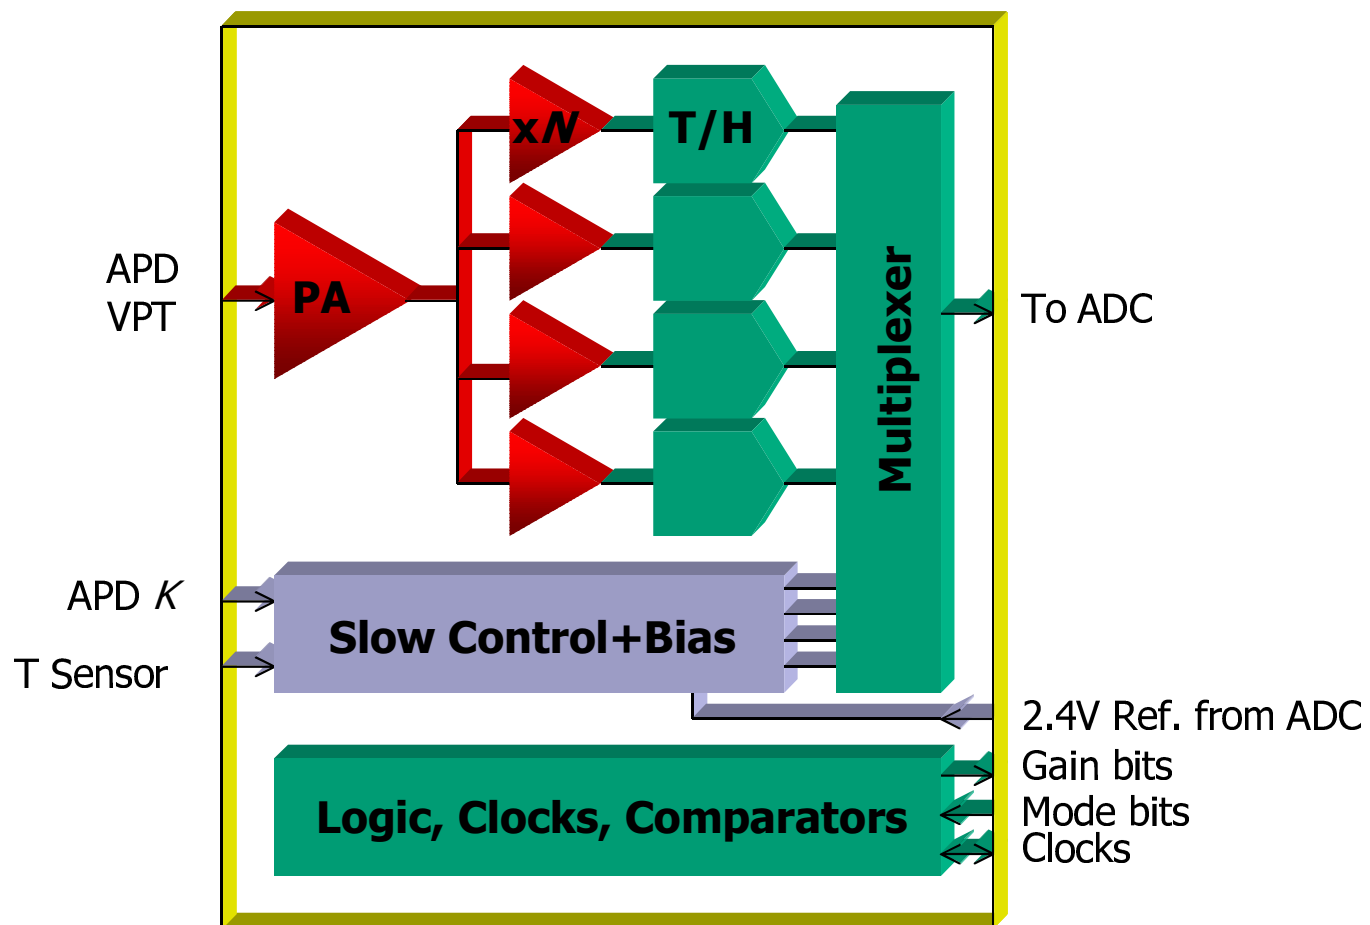 xN
T/H
APD
VPT
PA
Multiplexer
To ADC
APD K
T Sensor
Slow Control+Bias
2.4V Ref. from ADC
Gain bits
Mode bits
Clocks
Logic, Clocks, Comparators